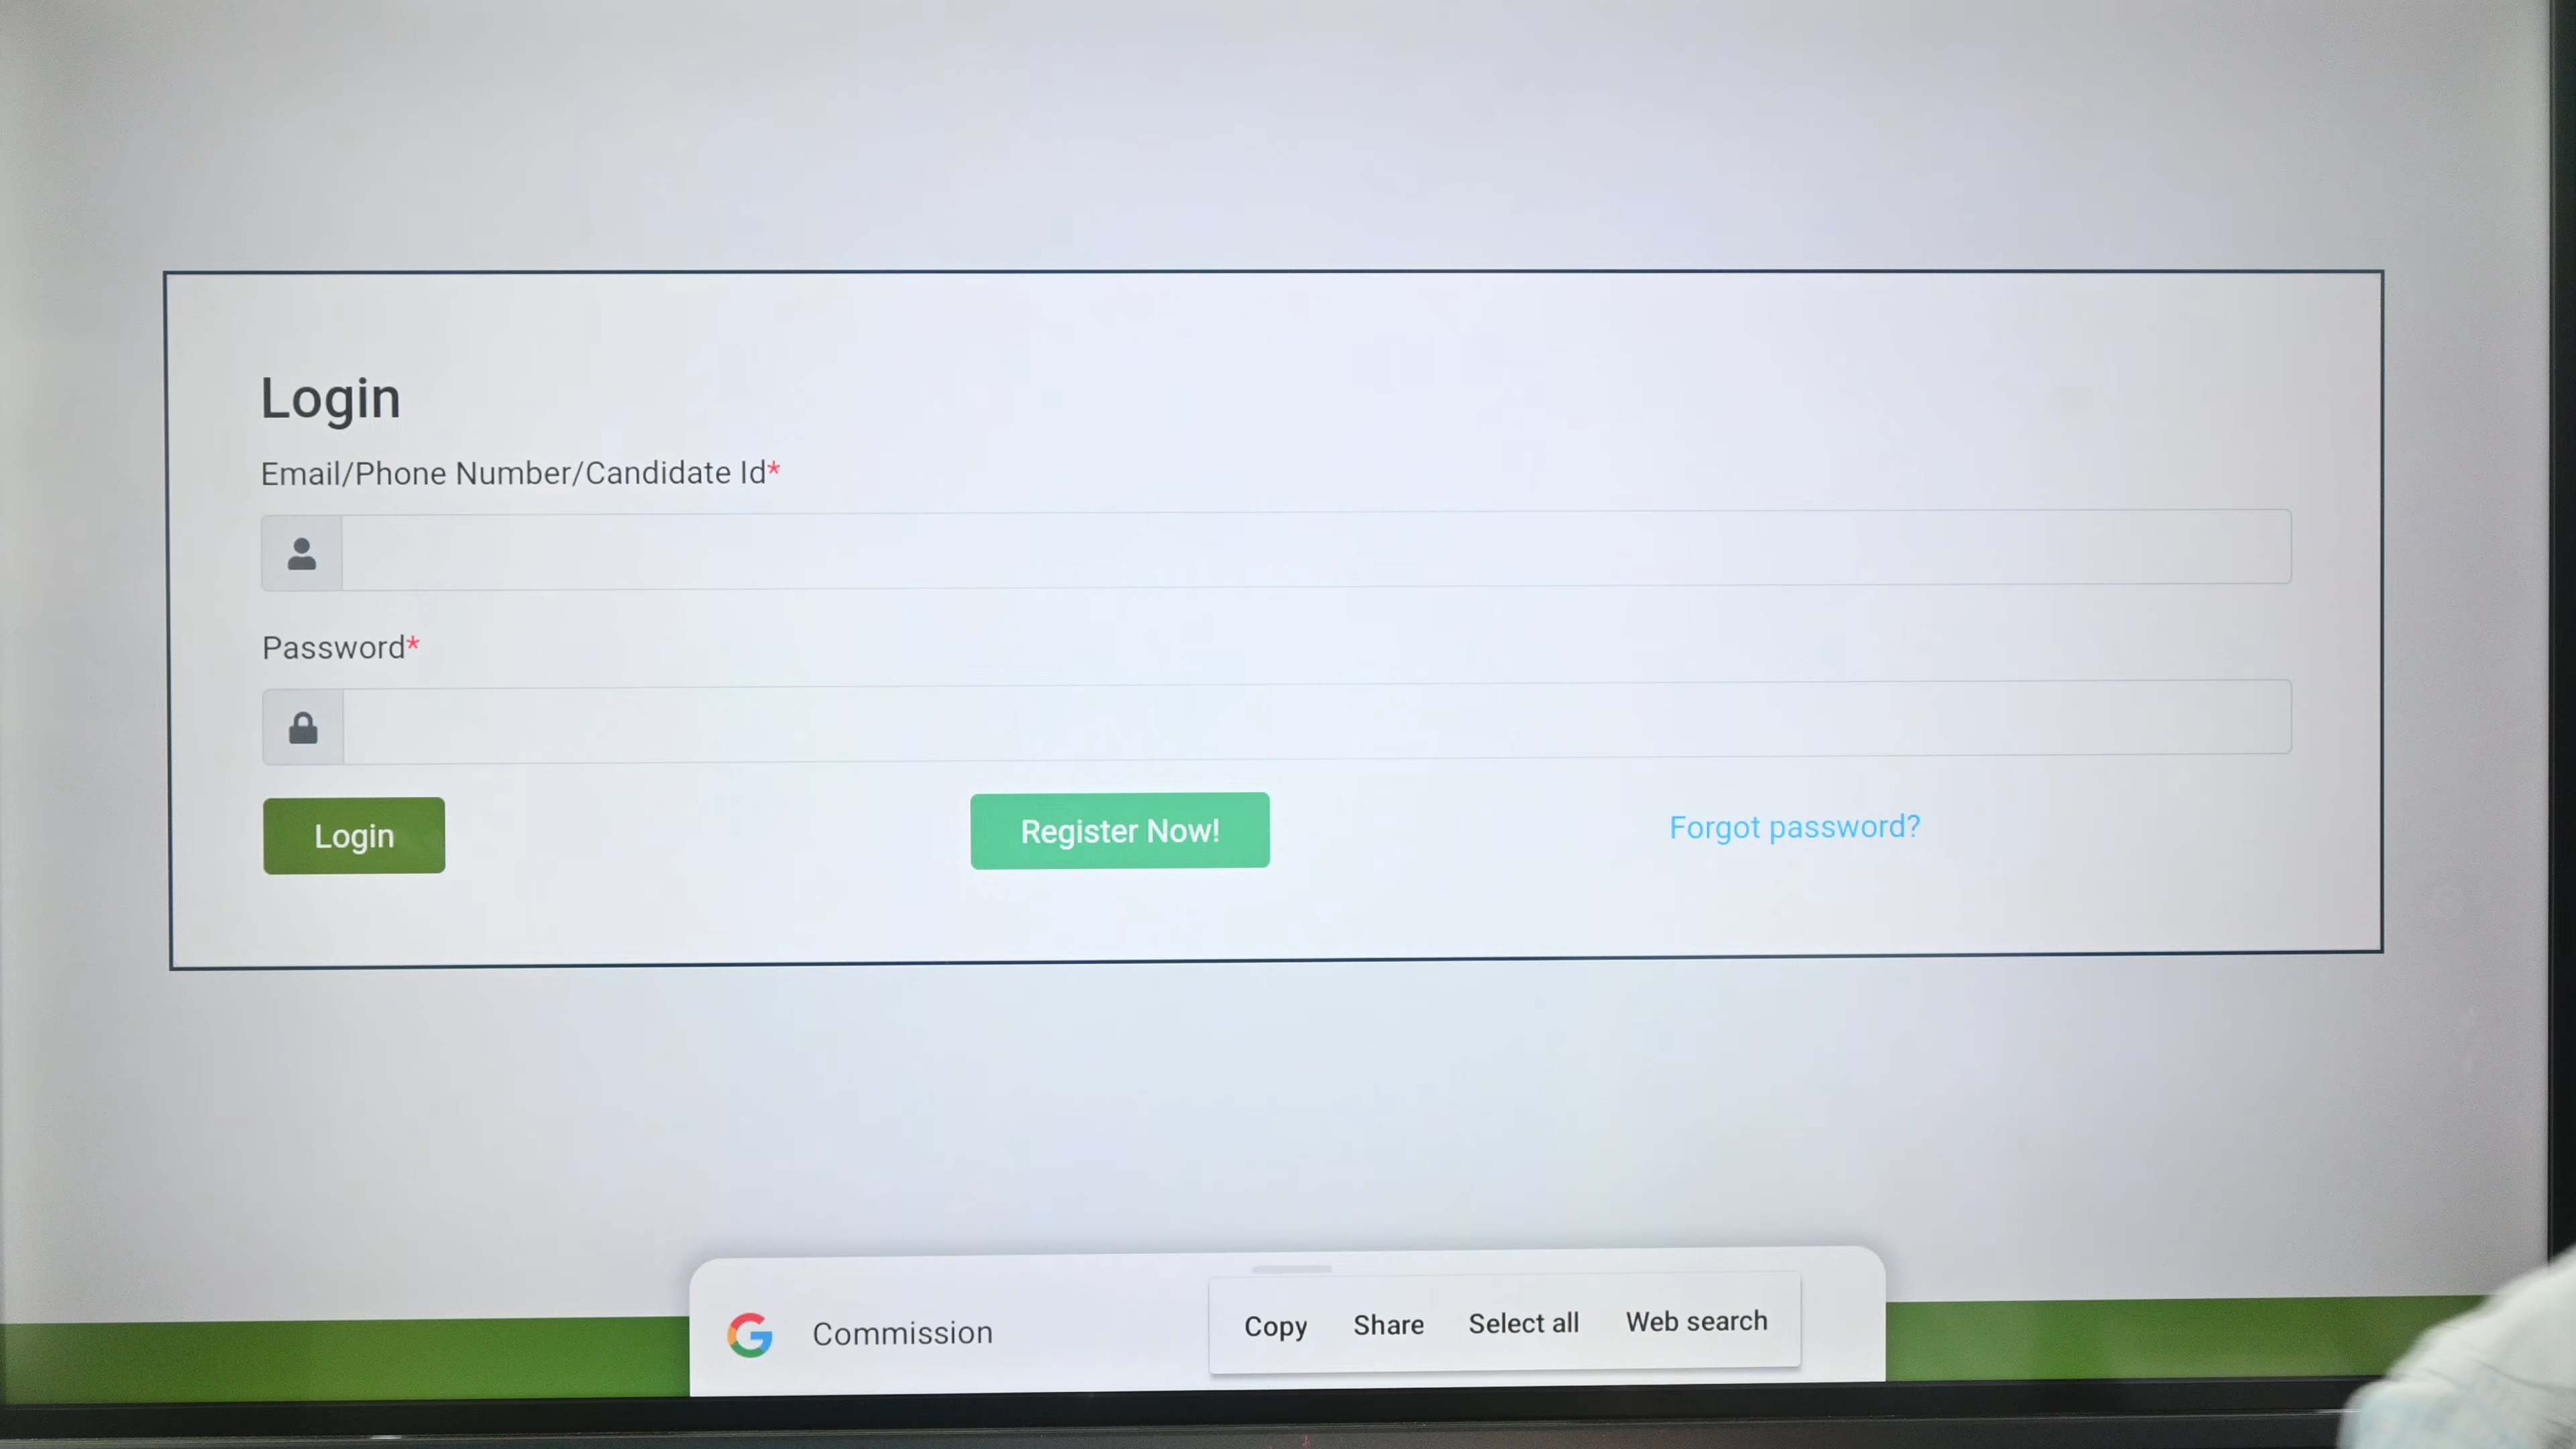 Login
Email/Phone Number/Candidate Id*
Password*
Login
Register Now!
Forgot password?
Commission
Copy Share Select all Web search